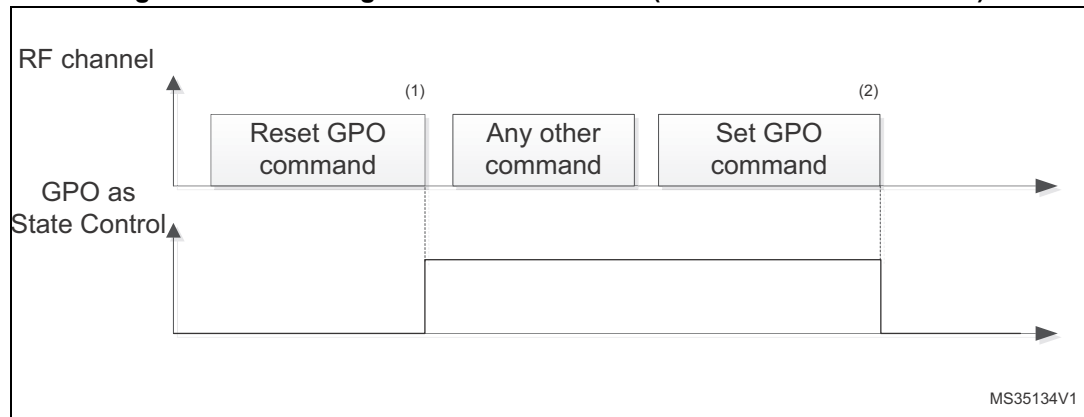 RF channel
(1)
(2)
Reset GPO
command
Any other
command
Set GPO
command
GPO as
State Control
MS35134V1